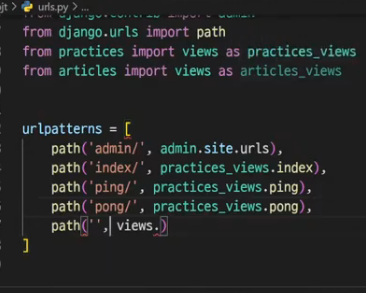 jt > urls.py > ...
from django.contrib import admin
from django.urls import path
from practices import views as practices_views
from articles import views as articles_views
urlpatterns = [
path('admin/', admin.site.urls),
path('index/', practices_views.index),
path('ping/', practices_views.ping),
path('pong/', practices_views.pong),
path('', views.)
]